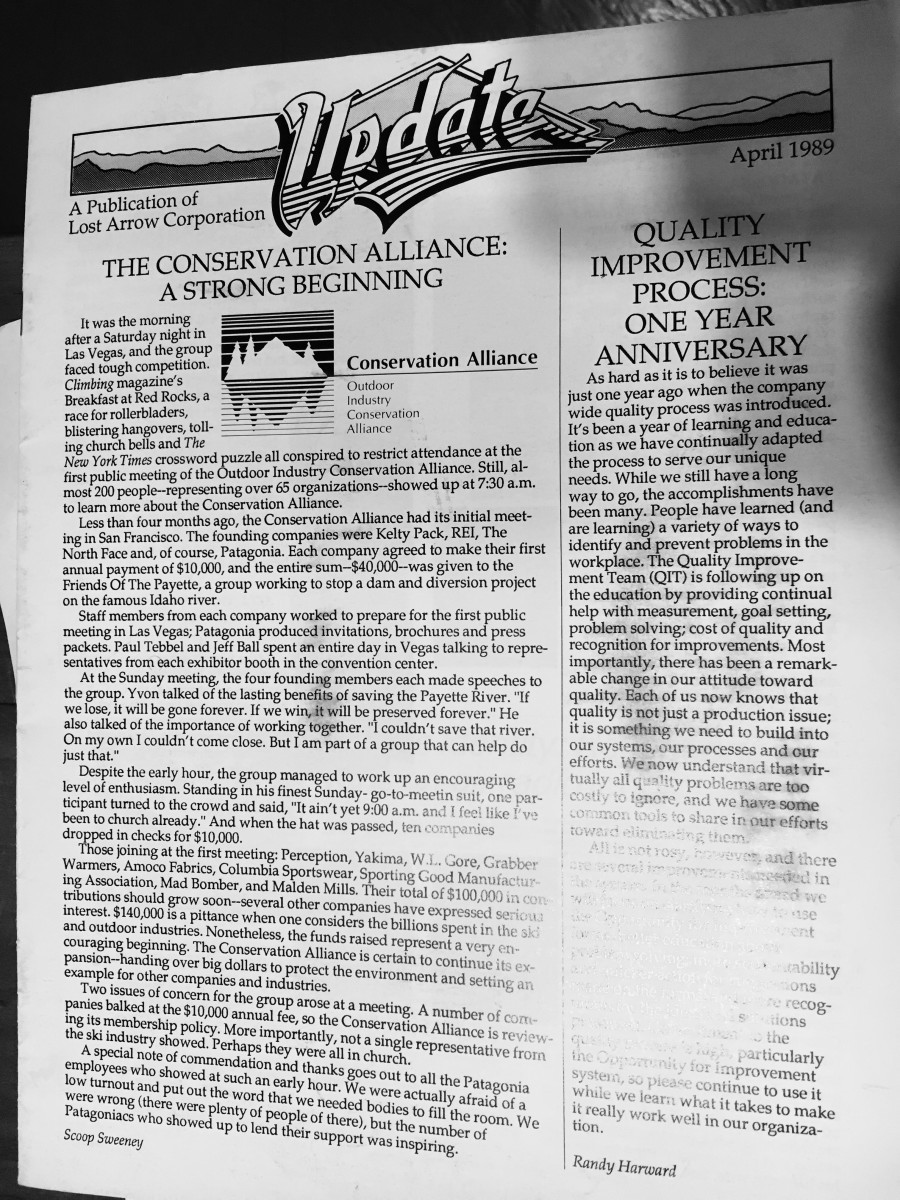 Update
April 1989
A Publication of
Lost Arrow Corporation
THE CONSERVATION ALLIANCE:
A STRONG BEGINNING
It was the morning
after a Saturday night in
Las Vegas, and the group
faced tough competition.
Climbing magazine's
Breakfast at Red Rocks, a
race for rollerbladers,
blistering hangovers, toll-
ing church bells and The
New York Times crossword puzzle all conspired to restrict attendance at the
first public meeting of the Outdoor Industry Conservation Alliance. Still, al-
most 200 people--representing over 65 organizations--showed up at 7:30 a.m.
to learn more about the Conservation Alliance.
Conservation Alliance
Outdoor
Industry
Conservation
Alliance
Less than four months ago, the Conservation Alliance had its initial meet-
ing in San Francisco. The founding companies were Kelty Pack, REI, The
North Face and, of course, Patagonia. Each company agreed to make their first
annual payment of $10,000, and the entire sum--$40,000--was given to the
Friends Of The Payette, a group working to stop a dam and diversion project
on the famous Idaho river.
Staff members from each company worked to prepare for the first public
meeting in Las Vegas; Patagonia produced invitations, brochures and press
packets. Paul Tebbel and Jeff Ball spent an entire day in Vegas talking to repre-
sentatives from each exhibitor booth in the convention center.
At the Sunday meeting, the four founding members each made speeches to
the group. Yvon talked of the lasting benefits of saving the Payette River. "If
we lose, it will be gone forever. If we win, it will be preserved forever." He
also talked of the importance of working together. "I couldn't save that river.
On my own I couldn't come close. But I am part of a group that can help do
just that."
Despite the early hour, the group managed to work up an encouraging
level of enthusiasm. Standing in his finest Sunday- go-to-meetin suit, one par-
ticipant turned to the crowd and said, "It ain't yet 9:00 a.m. and I feel like I've
been to church already." And when the hat was passed, ten companies
dropped in checks for $10,000.
Those joining at the first meeting: Perception, Yakima, W.L. Gore, Grabber
Warmers, Amoco Fabrics, Columbia Sportswear, Sporting Good Manufactur-
ing Association, Mad Bomber, and Malden Mills. Their total of $100,000 in con-
tributions should grow soon--several other companies have expressed serious
interest. $140,000 is a pittance when one considers the billions spent in the ski
and outdoor industries. Nonetheless, the funds raised represent a very en-
couraging beginning. The Conservation Alliance is certain to continue its ex-
pansion--handing over big dollars to protect the environment and setting an
example for other companies and industries.
Two issues of concern for the group arose at a meeting. A number of com-
panies balked at the $10,000 annual fee, so the Conservation Alliance is review-
ing its membership policy. More importantly, not a single representative from
the ski industry showed. Perhaps they were all in church.
A special note of commendation and thanks goes out to all the Patagonia
employees who showed at such an early hour. We were actually afraid of a
low turnout and put out the word that we needed bodies to fill the room. We
were wrong (there were plenty of people of there), but the number of
Patagoniacs who showed up to lend their support was inspiring.
Scoop Sweeney
QUALITY
IMPROVEMENT
PROCESS:
ONE YEAR
ANNIVERSARY
As hard as it is to believe it was
just one year ago when the company
wide quality process was introduced.
It's been a year of learning and educa-
tion as we have continually adapted
the process to serve our unique
needs. While we still have a long
way to go, the accomplishments have
been many. People have learned (and
are learning) a variety of ways to
identify and prevent problems in the
workplace. The Quality Improve-
ment Team (QIT) is following up on
the education by providing continual
help with measurement, goal setting,
problem solving; cost of quality and
recognition for improvements. Most
importantly, there has been a remark-
able change in our attitude toward
quality. Each of us now knows that
quality is not just a production issue;
it is something we need to build into
our systems, our processes and our
efforts. We now understand that vir-
tually all quality problems are too
costly to ignore, and we have some
common tools to share in our efforts
toward eliminating them.
All is not rosy, however, and there
are several improvements needed in
we
use
recog-
the
particularly
the Opportunity for Improvement
system, so please continue to use it
while we learn what it takes to make
it really work well in our organiza-
tion.
Randy Harward